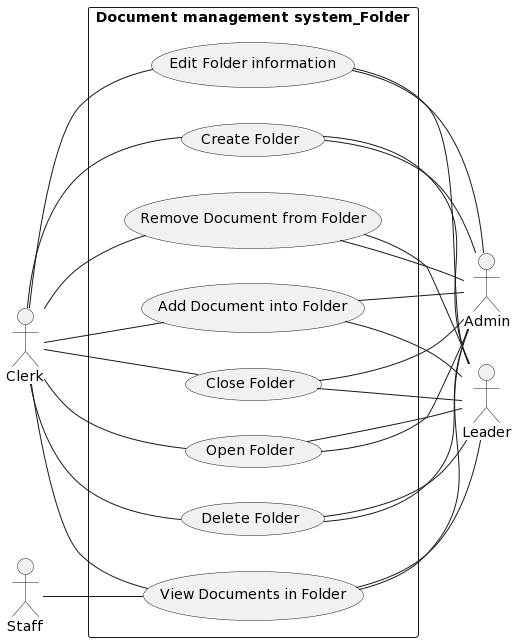 Document management system_Folder
Edit Folder information
Create Folder
Remove Document from Folder
Add Document into Folder
Admin
Clerk
Close Folder
Leader
Open Folder
Delete Folder
View Documents in Folder
Staff